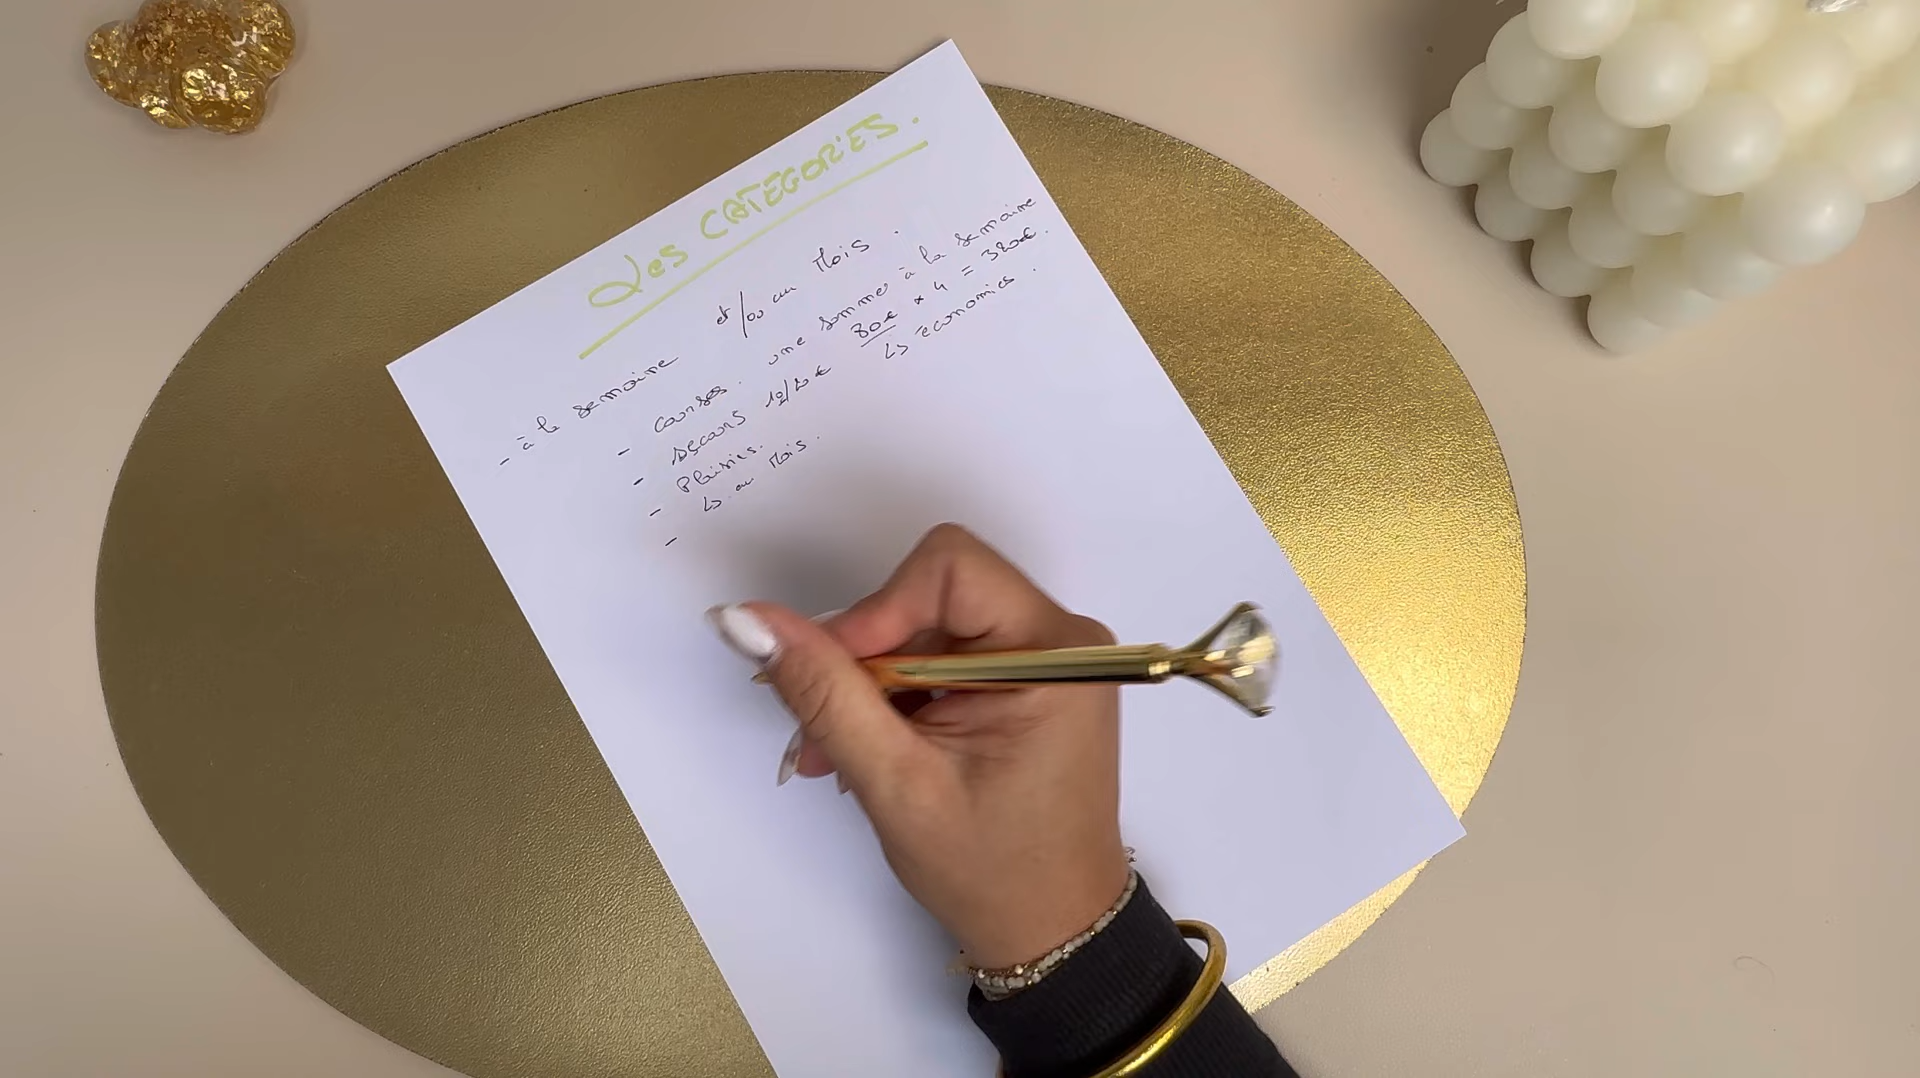 Les CATEGORIES.
- à la semaine et/ou au Mois.
- courses. une somme à la semaine
- secours 10/20€ 80€ × 4 = 320€.
- Plaisirs. ↳ économies.
↳ au Mois.
-